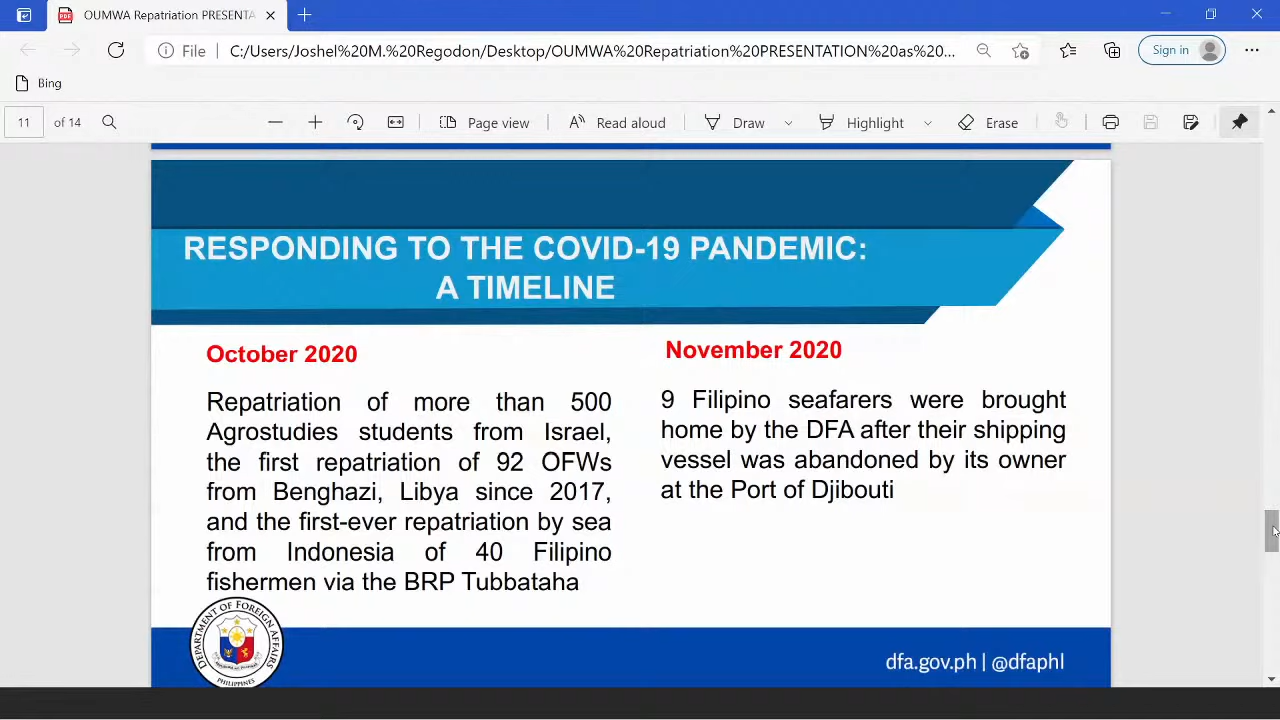 OUMWA Repatriation PRESENTA
File
C:/Users/Joshel%20M.%20Regodon/Desktop/OUMWA%20Repatriation%20PRESENTATION%20as%20...
Sign in
Bing
11 of 14
Page view
Read aloud
Draw
Highlight
Erase
RESPONDING TO THE COVID-19 PANDEMIC:
A TIMELINE
October 2020
Repatriation of more than 500
Agrostudies students from Israel,
the first repatriation of 92 OFWs
from Benghazi, Libya since 2017,
and the first-ever repatriation by sea
from Indonesia of 40 Filipino
fishermen via the BRP Tubbataha
November 2020
9 Filipino seafarers were brought
home by the DFA after their shipping
vessel was abandoned by its owner
at the Port of Djibouti
DEPARTMENT OF FOREIGN AFFAIRS
PHILIPPINES
dfa.gov.ph | @dfaphl